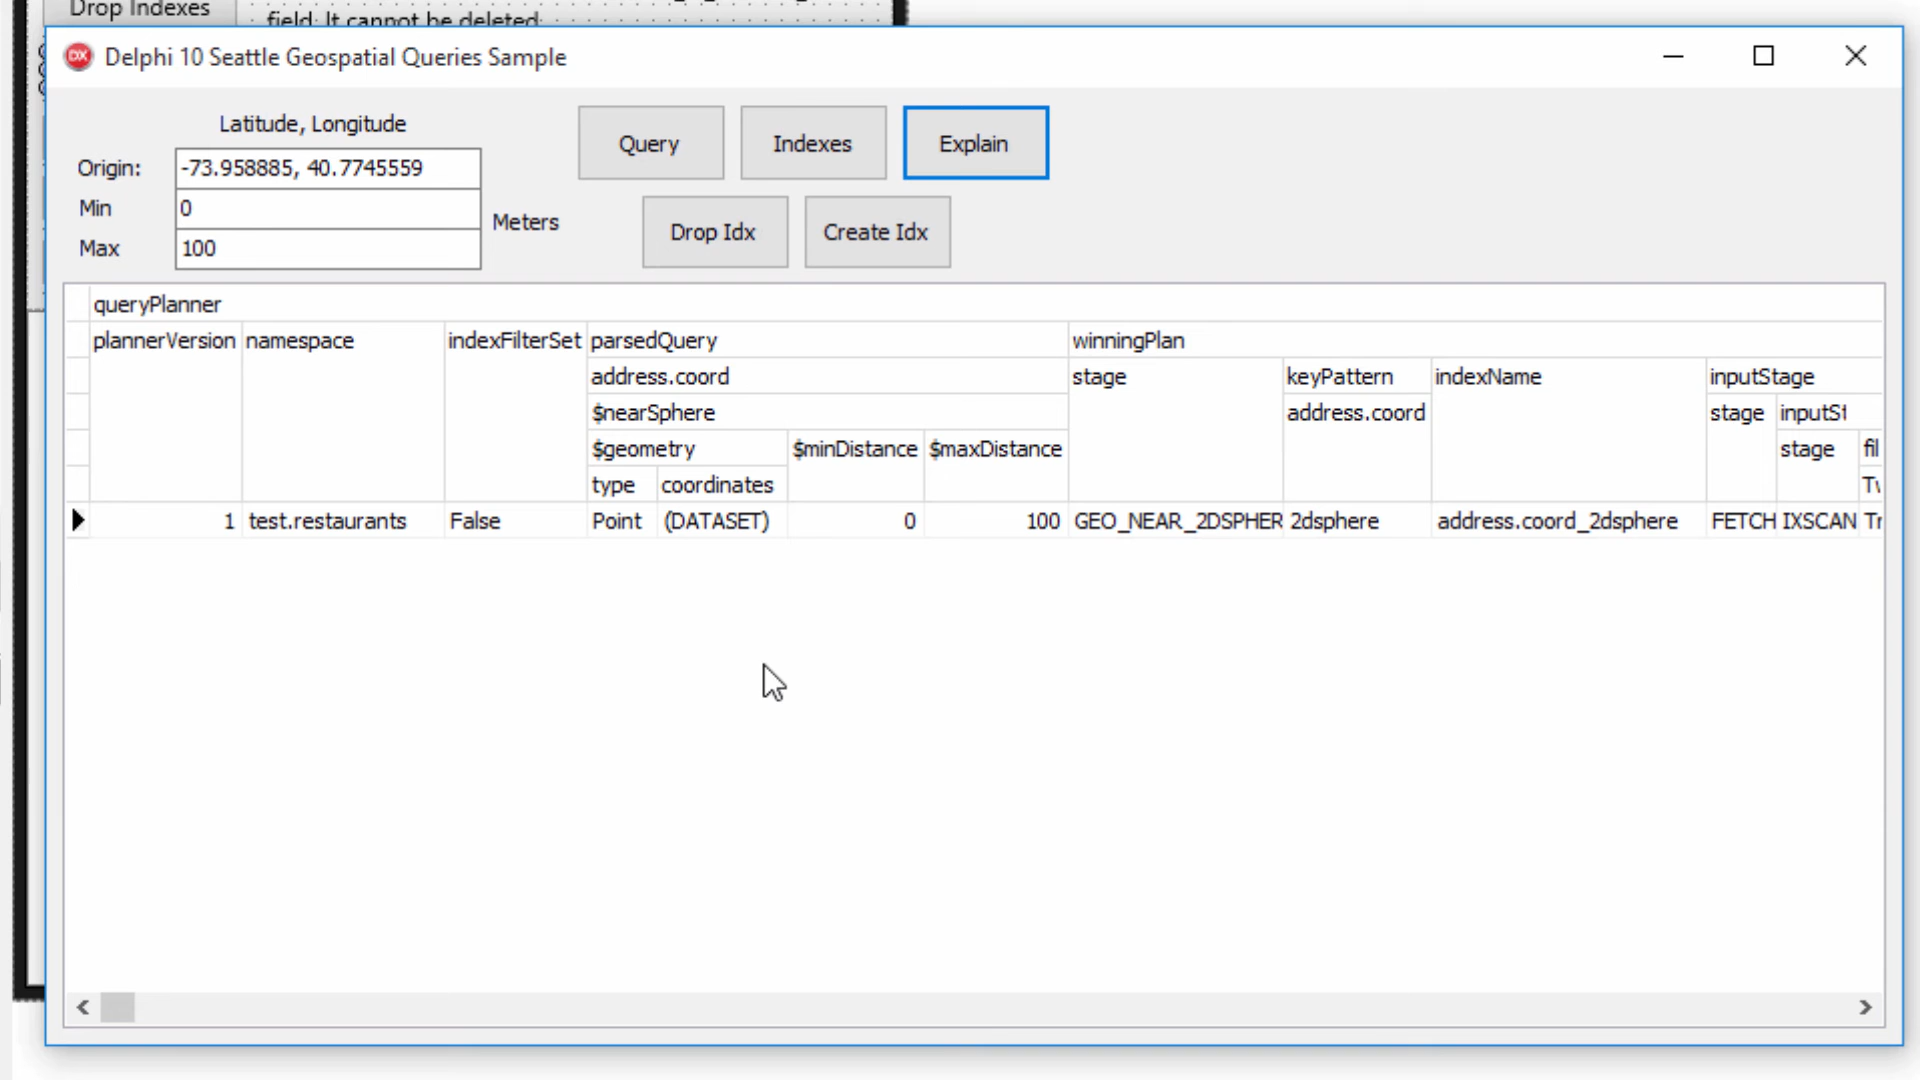 Drop Indexes
field: It cannot be deleted
Delphi 10 Seattle Geospatial Queries Sample
Latitude, Longitude
Origin: -73.958885, 40.7745559
Min 0
Max 100
Meters
Query Indexes Explain
Drop Idx Create Idx
queryPlanner
plannerVersion namespace indexFilterSet parsedQuery winningPlan
address.coord stage keyPattern indexName inputStage
$nearSphere address.coord stage inputSt
$geometry $minDistance $maxDistance stage fil
type coordinates
1 test.restaurants False Point (DATASET) 0 100 GEO_NEAR_2DSPHER 2dsphere address.coord_2dsphere FETCH IXSCAN Tr